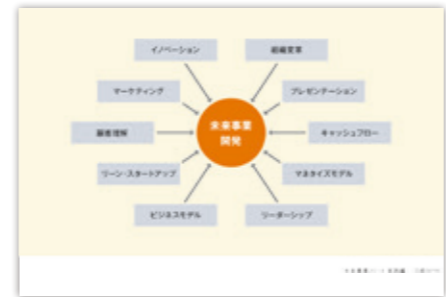 イノベーション
組織変革
マーケティング
プレゼンテーション
顧客理解
未来事業
開発
キャッシュフロー
リーン・スタートアップ
マネタイズモデル
ビジネスモデル
リーダーシップ